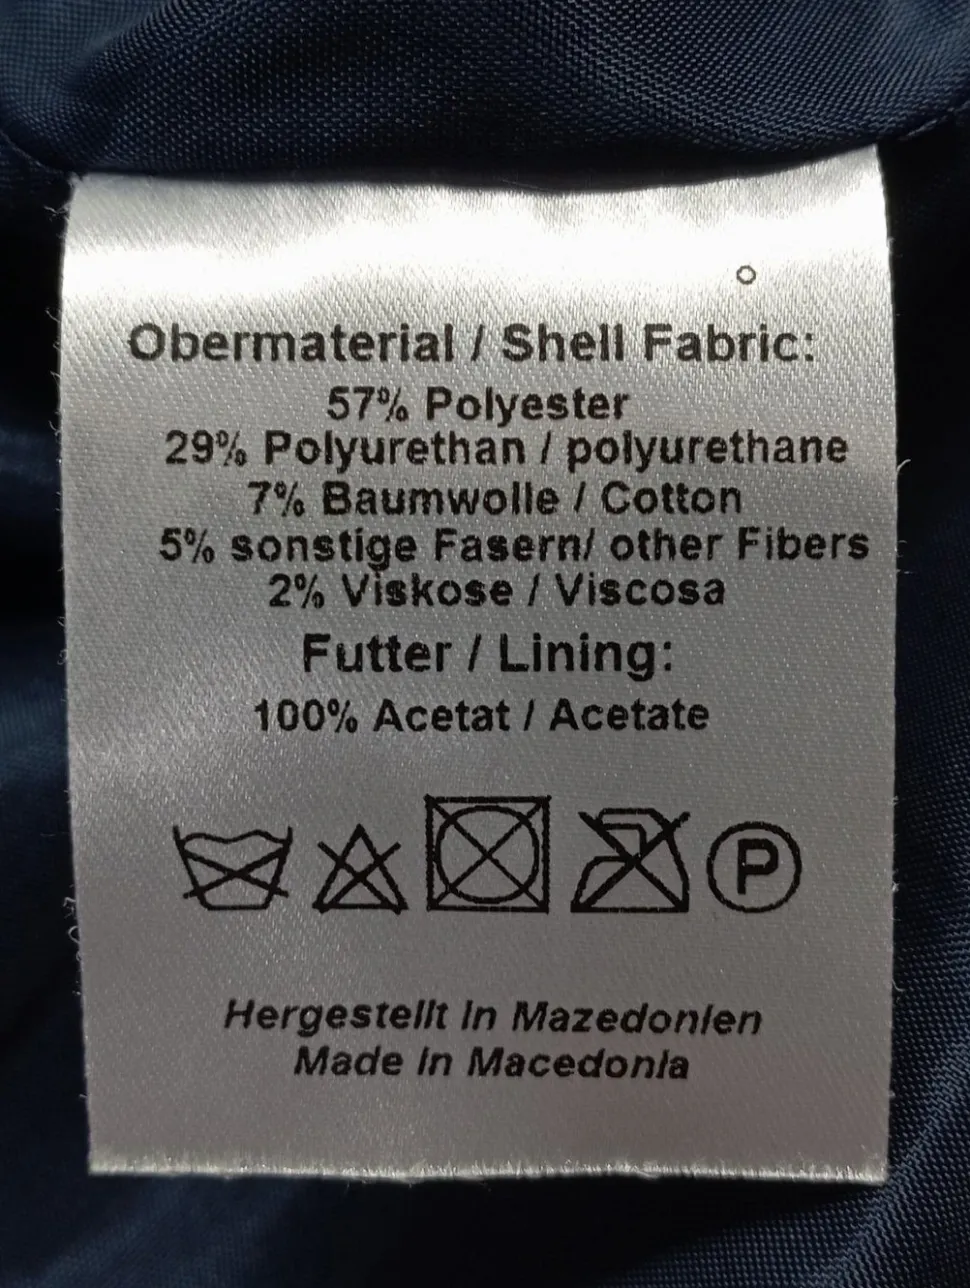 Obermaterial / Shell Fabric:
57% Polyester
29% Polyurethan / polyurethane
7% Baumwolle / Cotton
5% sonstige Fasern/ other Fibers
2% Viskose / Viscosa
Futter / Lining:
100% Acetat / Acetate
P
Hergestellt in Mazedonien
Made in Macedonia